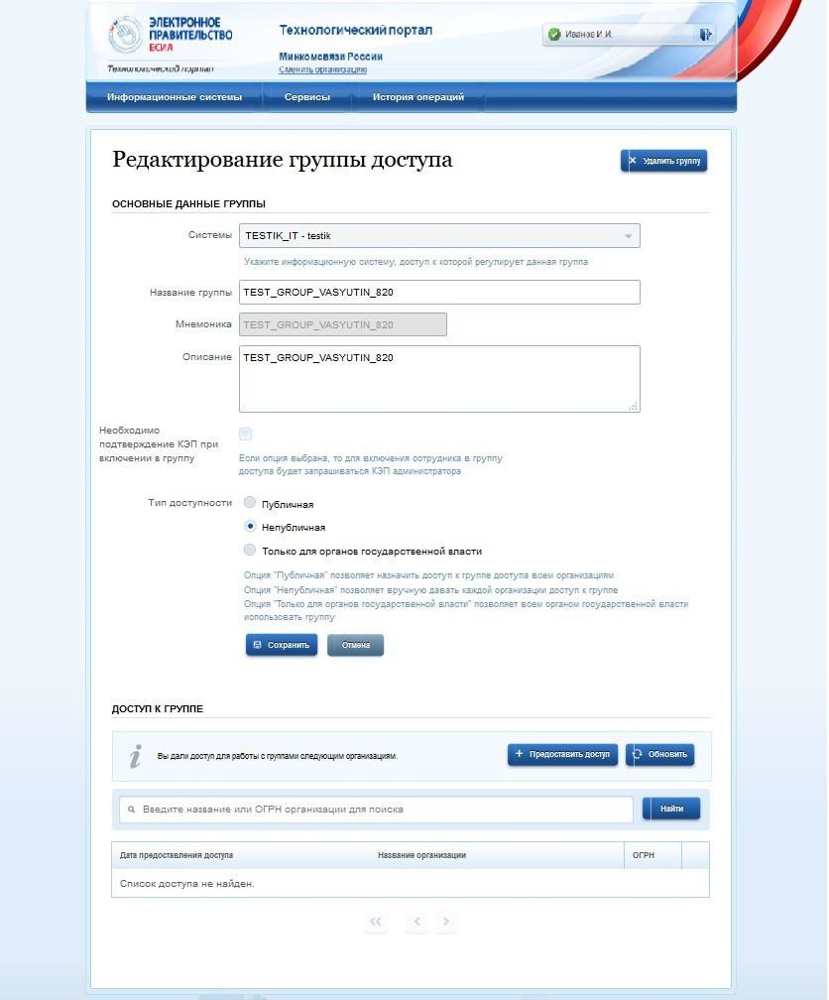 ЭЛЕКТРОННОЕ
ПРАВИТЕЛЬСТВО
ЕСИА
Технологический портал
Технологический портал
Минкомсвязи России
Сменить организацию
Иванов И.И.
Информационные системы Сервисы История операций
Редактирование группы доступа
Удалить группу
ОСНОВНЫЕ ДАННЫЕ ГРУППЫ
Системы TESTIK_IT - testik
Укажите информационную систему, доступ к которой регулирует данная группа
Название группы TEST_GROUP_VASYUTIN_820
Мнемоника TEST_GROUP_VASYUTIN_820
Описание TEST_GROUP_VASYUTIN_820
Необходимо
подтверждение КЭП при
включении в группу
Если опция выбрана, то для включения сотрудника в группу
доступа будет запрашиваться КЭП администратора
Тип доступности Публичная
Непубличная
Только для органов государственной власти
Опция "Публичная" позволяет назначить доступ к группе доступа всем организациям
Опция "Непубличная" позволяет вручную давать каждой организации доступ к группе
Опция "Только для органов государственной власти" позволяет всем органом государственной власти
использовать группу
Сохранить Отмена
ДОСТУП К ГРУППЕ
Вы дали доступ для работы с группами следующим организациям.
Предоставить доступ Обновить
Введите название или ОГРН организации для поиска Найти
Дата предоставления доступа Название организации ОГРН
Список доступа не найден.